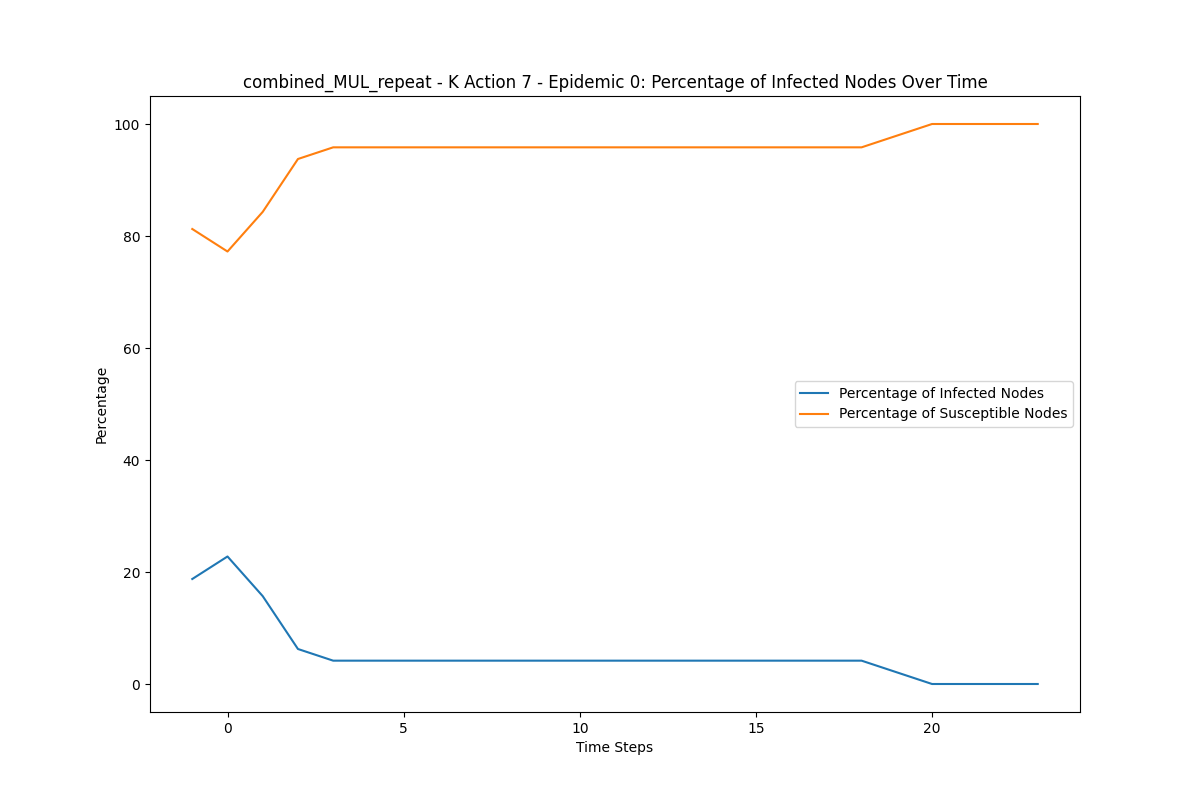 combined_MUL_repeat - K Action 7 - Epidemic 0: Percentage of Infected Nodes Over Time
100
80
60
40
20
0
Percentage
Percentage of Infected Nodes
Percentage of Susceptible Nodes
0 5 10 15 20
Time Steps